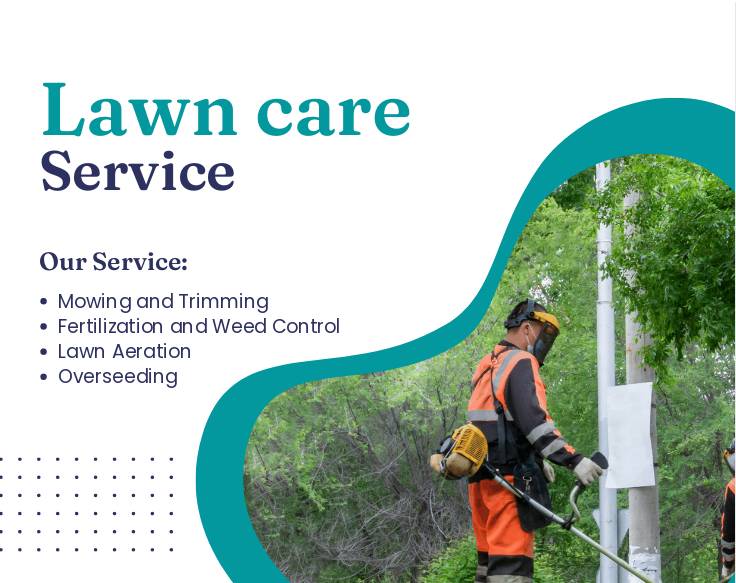 Lawn care
Service
Our Service:
• Mowing and Trimming
• Fertilization and Weed Control
• Lawn Aeration
• Overseeding